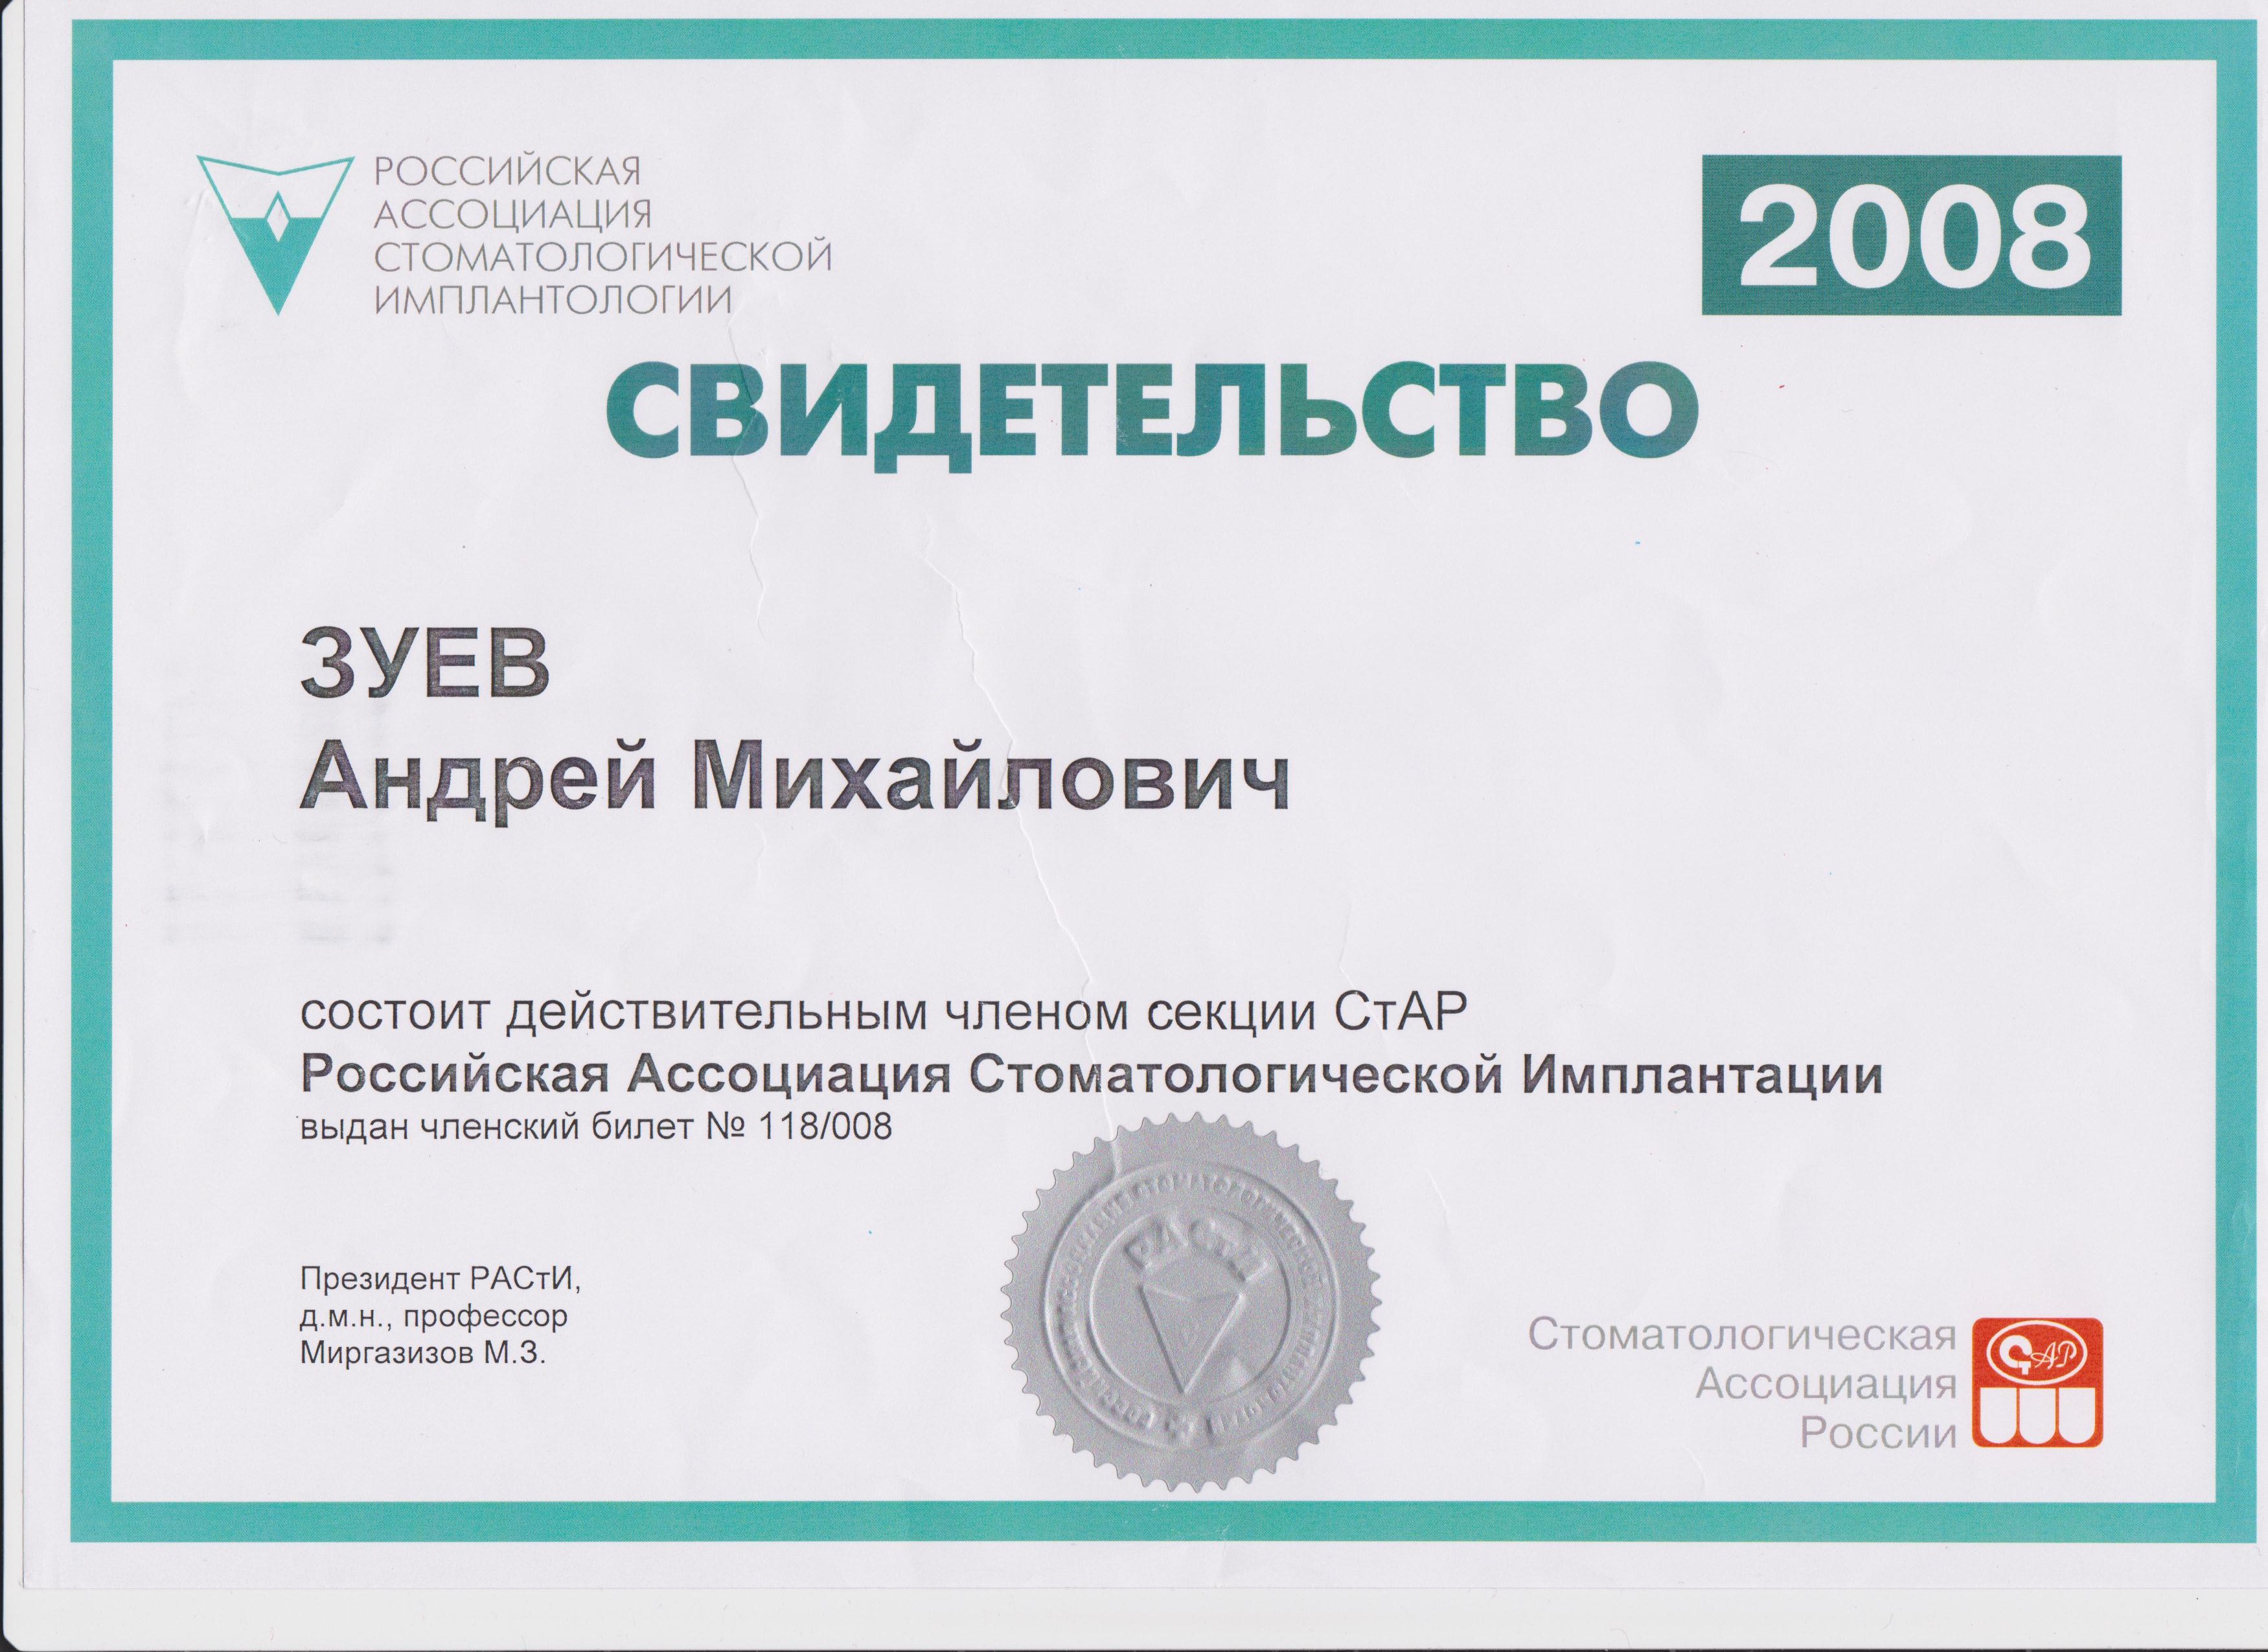 РОССИЙСКАЯ
АССОЦИАЦИЯ
СТОМАТОЛОГИЧЕСКОЙ
ИМПЛАНТОЛОГИИ
2008
СВИДЕТЕЛЬСТВО
ЗУЕВ
Андрей Михайлович
состоит действительным членом секции СтАР
Российская Ассоциация Стоматологической Имплантации
выдан членский билет № 118/008
РАСтИ
Президент РАСтИ,
д.м.н., профессор
Миргазизов М.З.
Стоматологическая
Ассоциация
России
СтАР